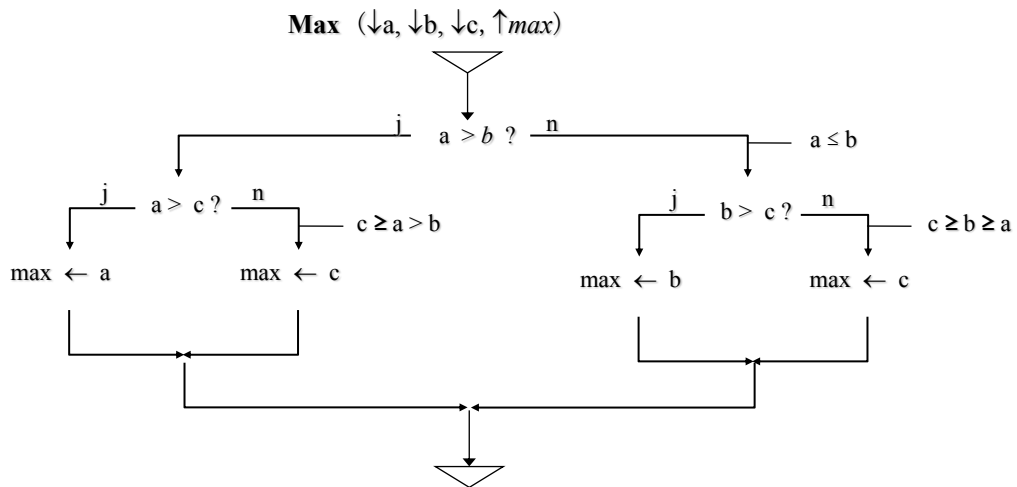 Max (↓a, ↓b, ↓c, ↑max)
j a > b ? n
a ≤ b
j a > c ? n
c ≥ a > b
j b > c ? n
c ≥ b ≥ a
max ← a
max ← c
max ← b
max ← c